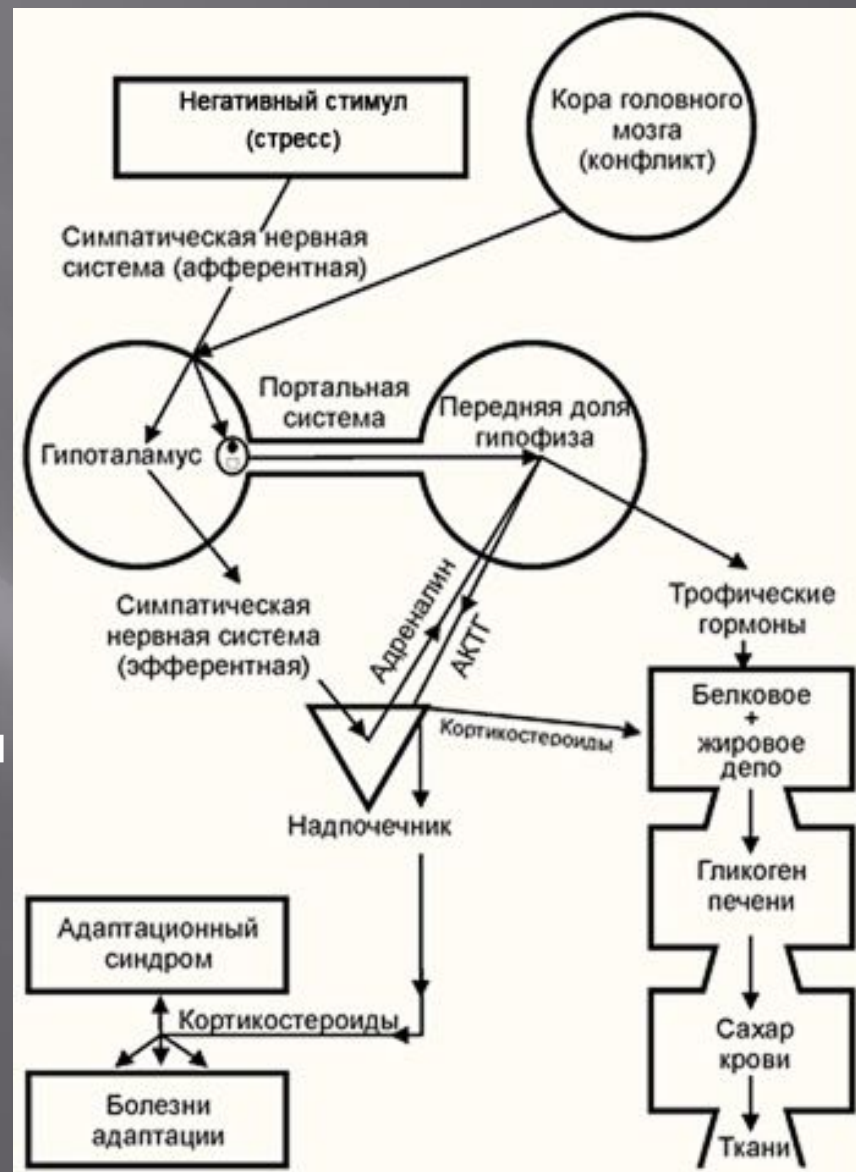 Негативный стимул
(стресс)
Кора головного
мозга
(конфликт)
Симпатическая нервная
система (афферентная)
Портальная
система
Передняя доля
гипофиза
Гипоталамус
Симпатическая
нервная система
(эфферентная)
Адреналин
АКТГ
Трофические
гормоны
Кортикостероиды
Белковое
+
жировое
депо
Надпочечник
Гликоген
печени
Адаптационный
синдром
Кортикостероиды
Сахар
крови
Болезни
адаптации
Ткани